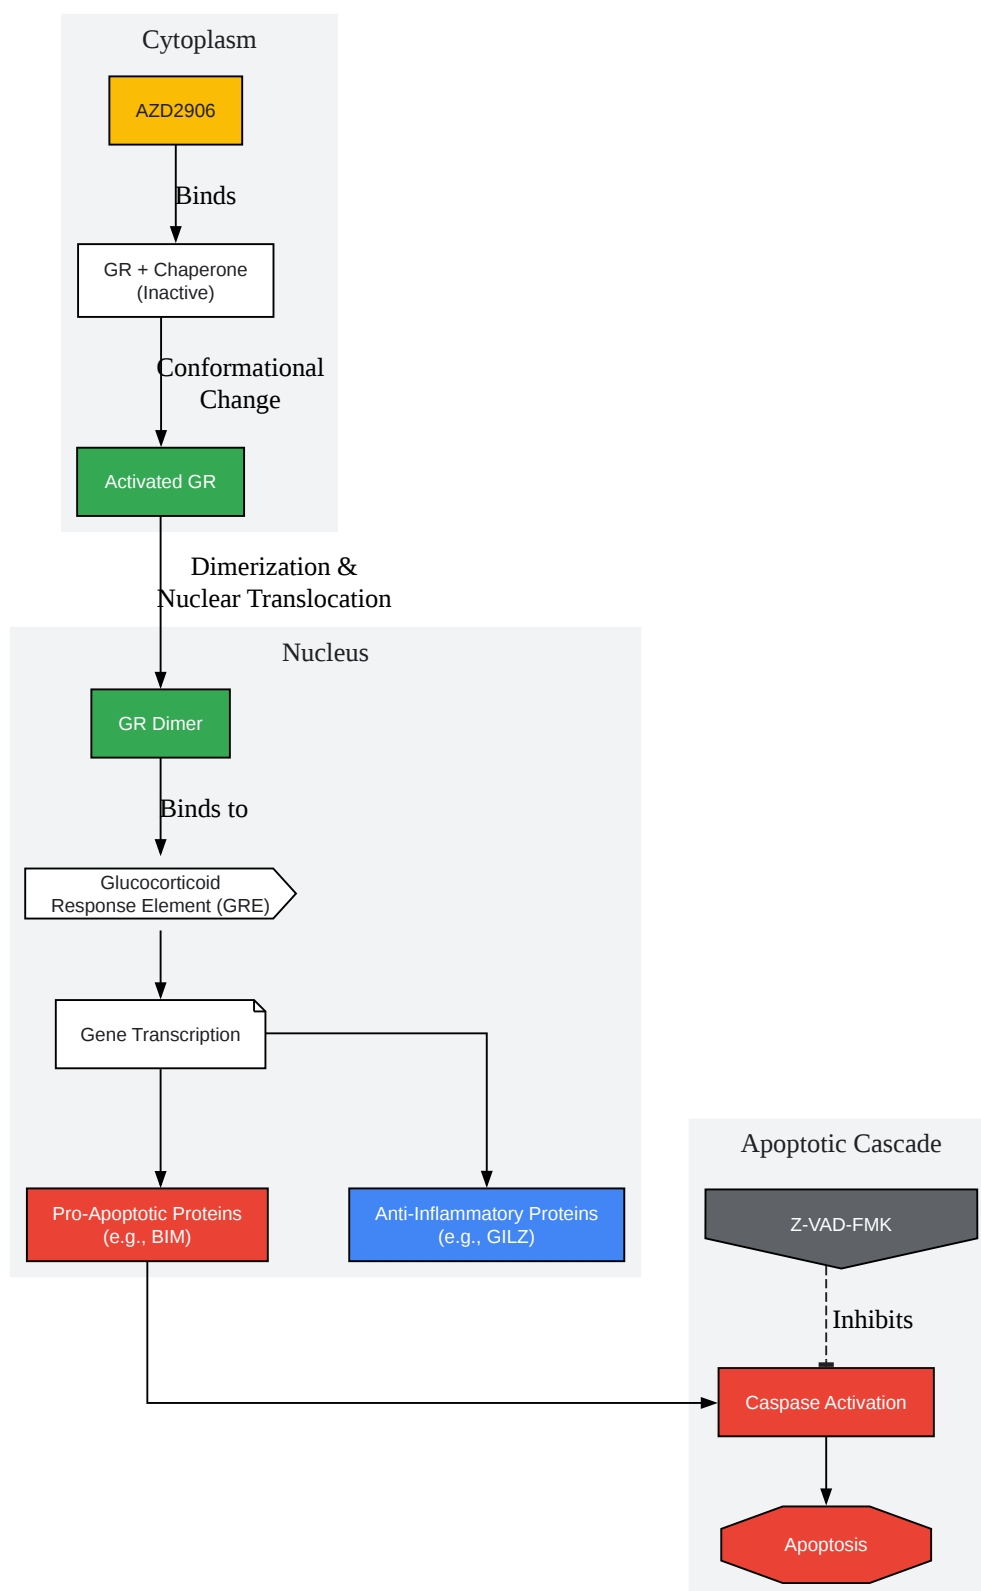 Cytoplasm
AZD2906
Binds
GR + Chaperone
(Inactive)
Conformational
Change
Activated GR
Dimerization &
Nuclear Translocation
Nucleus
GR Dimer
Binds to
Glucocorticoid
Response Element (GRE)
Gene Transcription
Pro-Apoptotic Proteins
(e.g., BIM)
Anti-Inflammatory Proteins
(e.g., GILZ)
Apoptotic Cascade
Z-VAD-FMK
Inhibits
Caspase Activation
Apoptosis